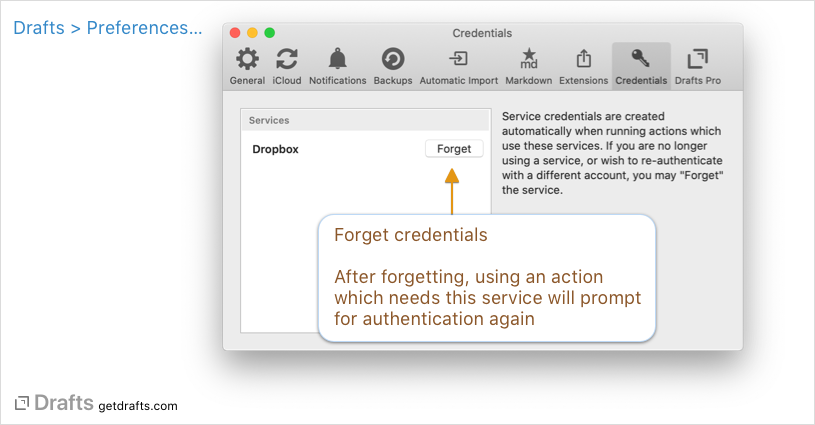 Drafts > Preferences...
Credentials
General iCloud Notifications Backups Automatic Import md Markdown Extensions Credentials Drafts Pro
Services
Dropbox Forget
Service credentials are created
automatically when running actions which
use these services. If you are no longer
using a service, or wish to re-authenticate
with a different account, you may "Forget"
the service.
Forget credentials
After forgetting, using an action
which needs this service will prompt
for authentication again
Drafts getdrafts.com